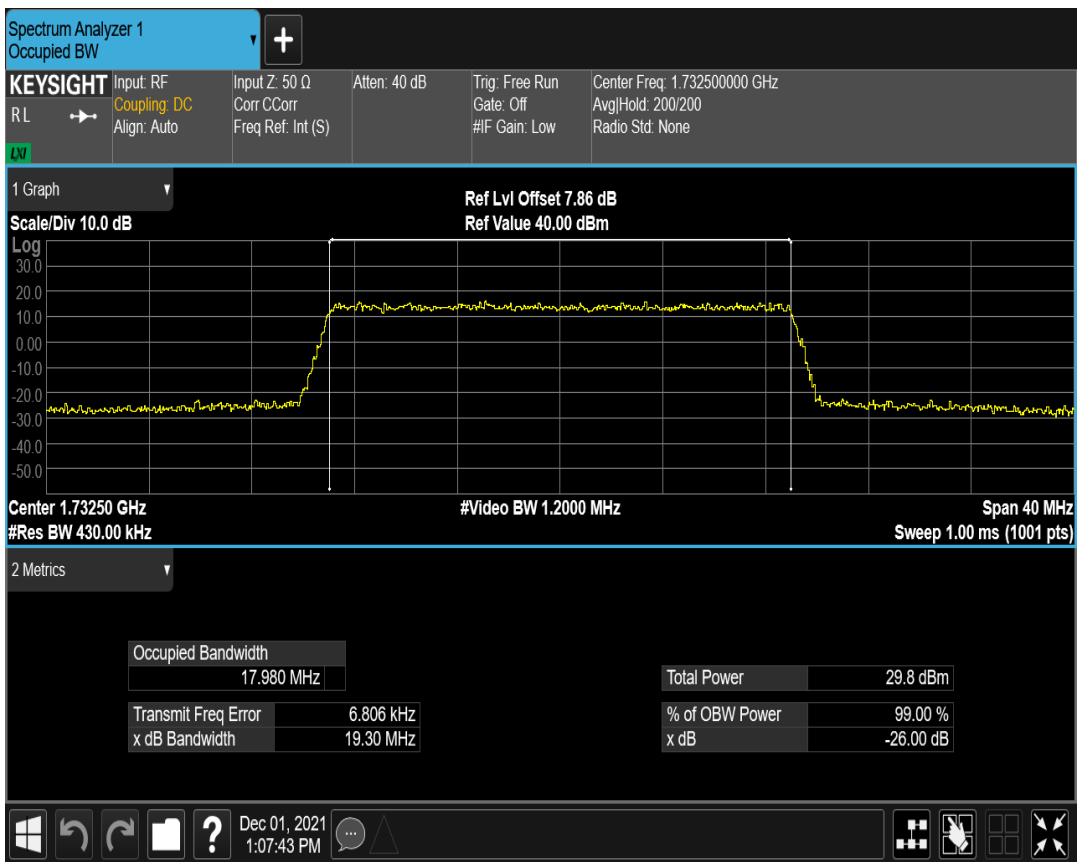 Spectrum Analyzer 1
Occupied BW
KEYSIGHT
R L
LXI
Input: RF
Coupling: DC
Align: Auto
Input Z: 50 Ω
Corr CCorr
Freq Ref: Int (S)
Atten: 40 dB
Trig: Free Run
Gate: Off
#IF Gain: Low
Center Freq: 1.732500000 GHz
Avg|Hold: 200/200
Radio Std: None
1 Graph
Scale/Div 10.0 dB
Ref Lvl Offset 7.86 dB
Ref Value 40.00 dBm
Log
30.0
20.0
10.0
0.00
-10.0
-20.0
-30.0
-40.0
-50.0
Center 1.73250 GHz
#Video BW 1.2000 MHz
Span 40 MHz
#Res BW 430.00 kHz
Sweep 1.00 ms (1001 pts)
2 Metrics
Occupied Bandwidth
17.980 MHz
Total Power 29.8 dBm
Transmit Freq Error 6.806 kHz
% of OBW Power 99.00 %
x dB Bandwidth 19.30 MHz
x dB -26.00 dB
?
Dec 01, 2021
1:07:43 PM